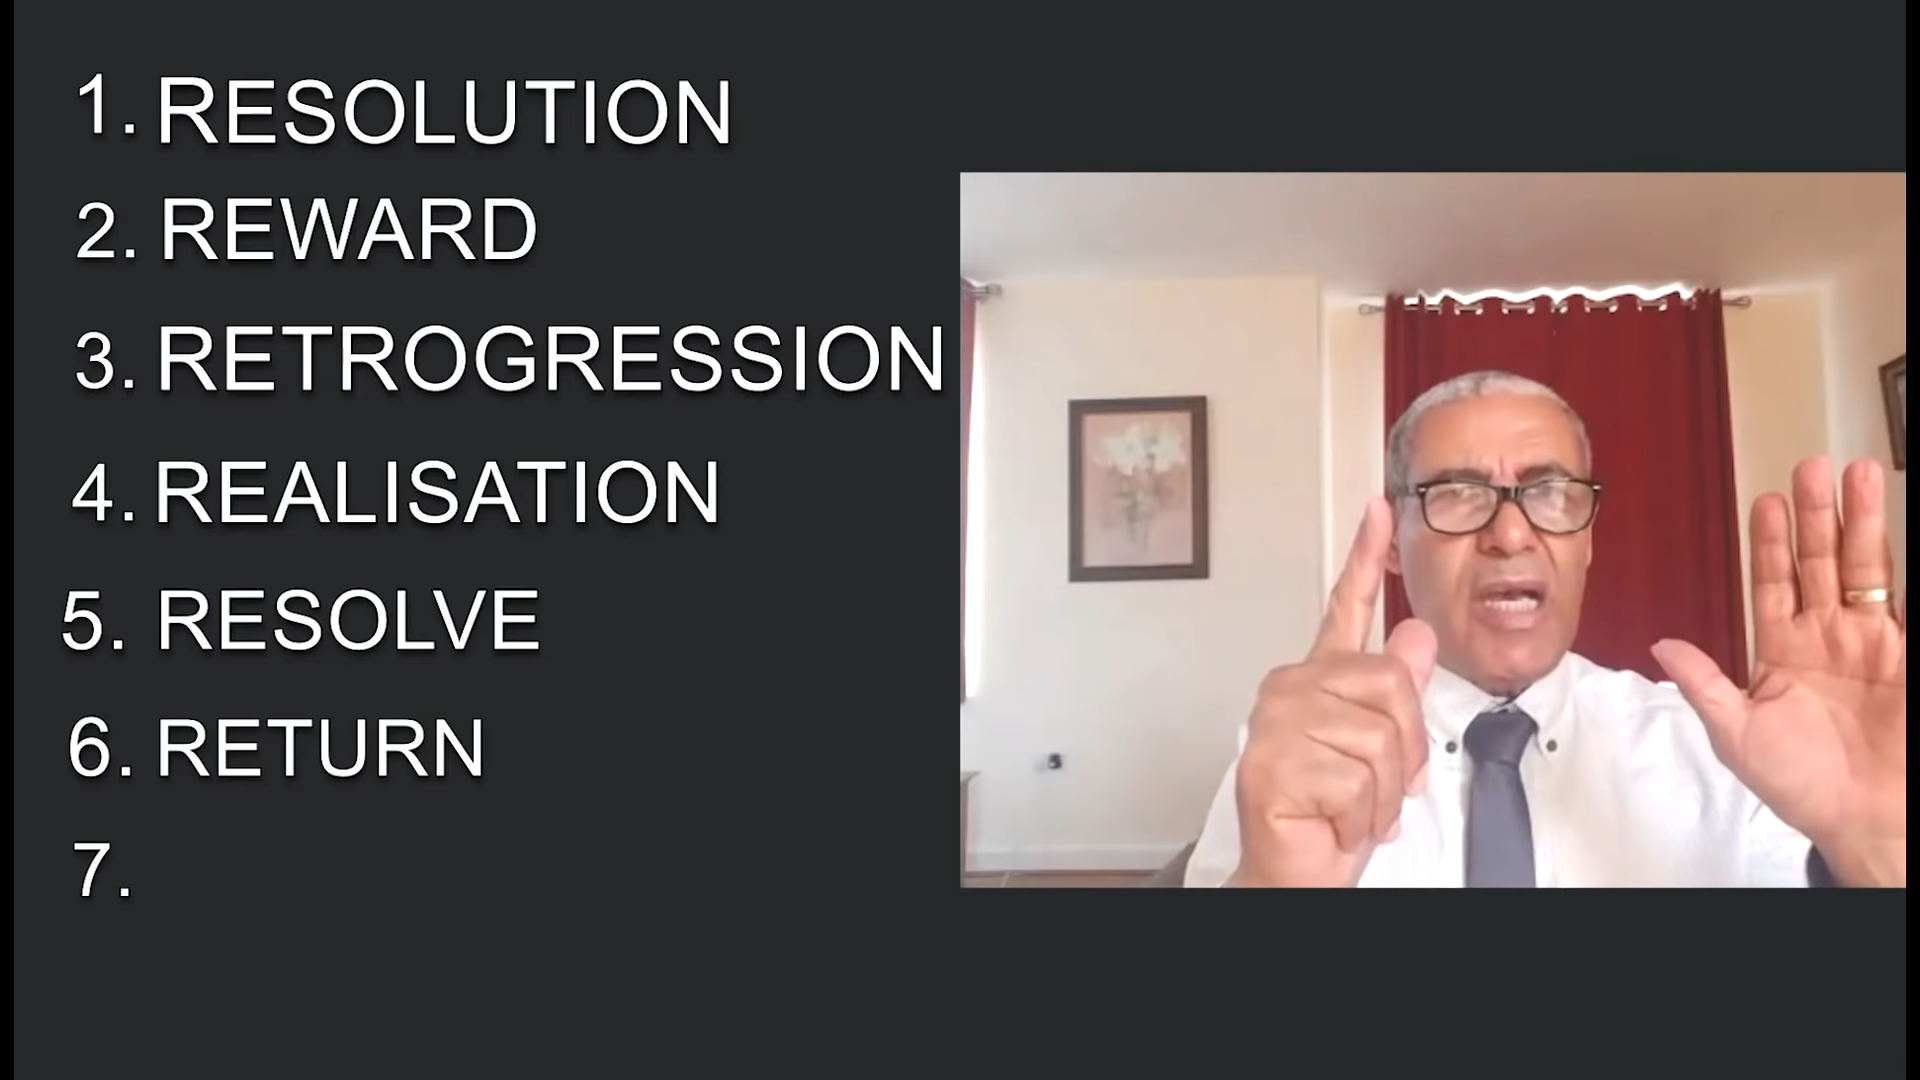 1. RESOLUTION
2. REWARD
3. RETROGRESSION
4. REALISATION
5. RESOLVE
6. RETURN
7.